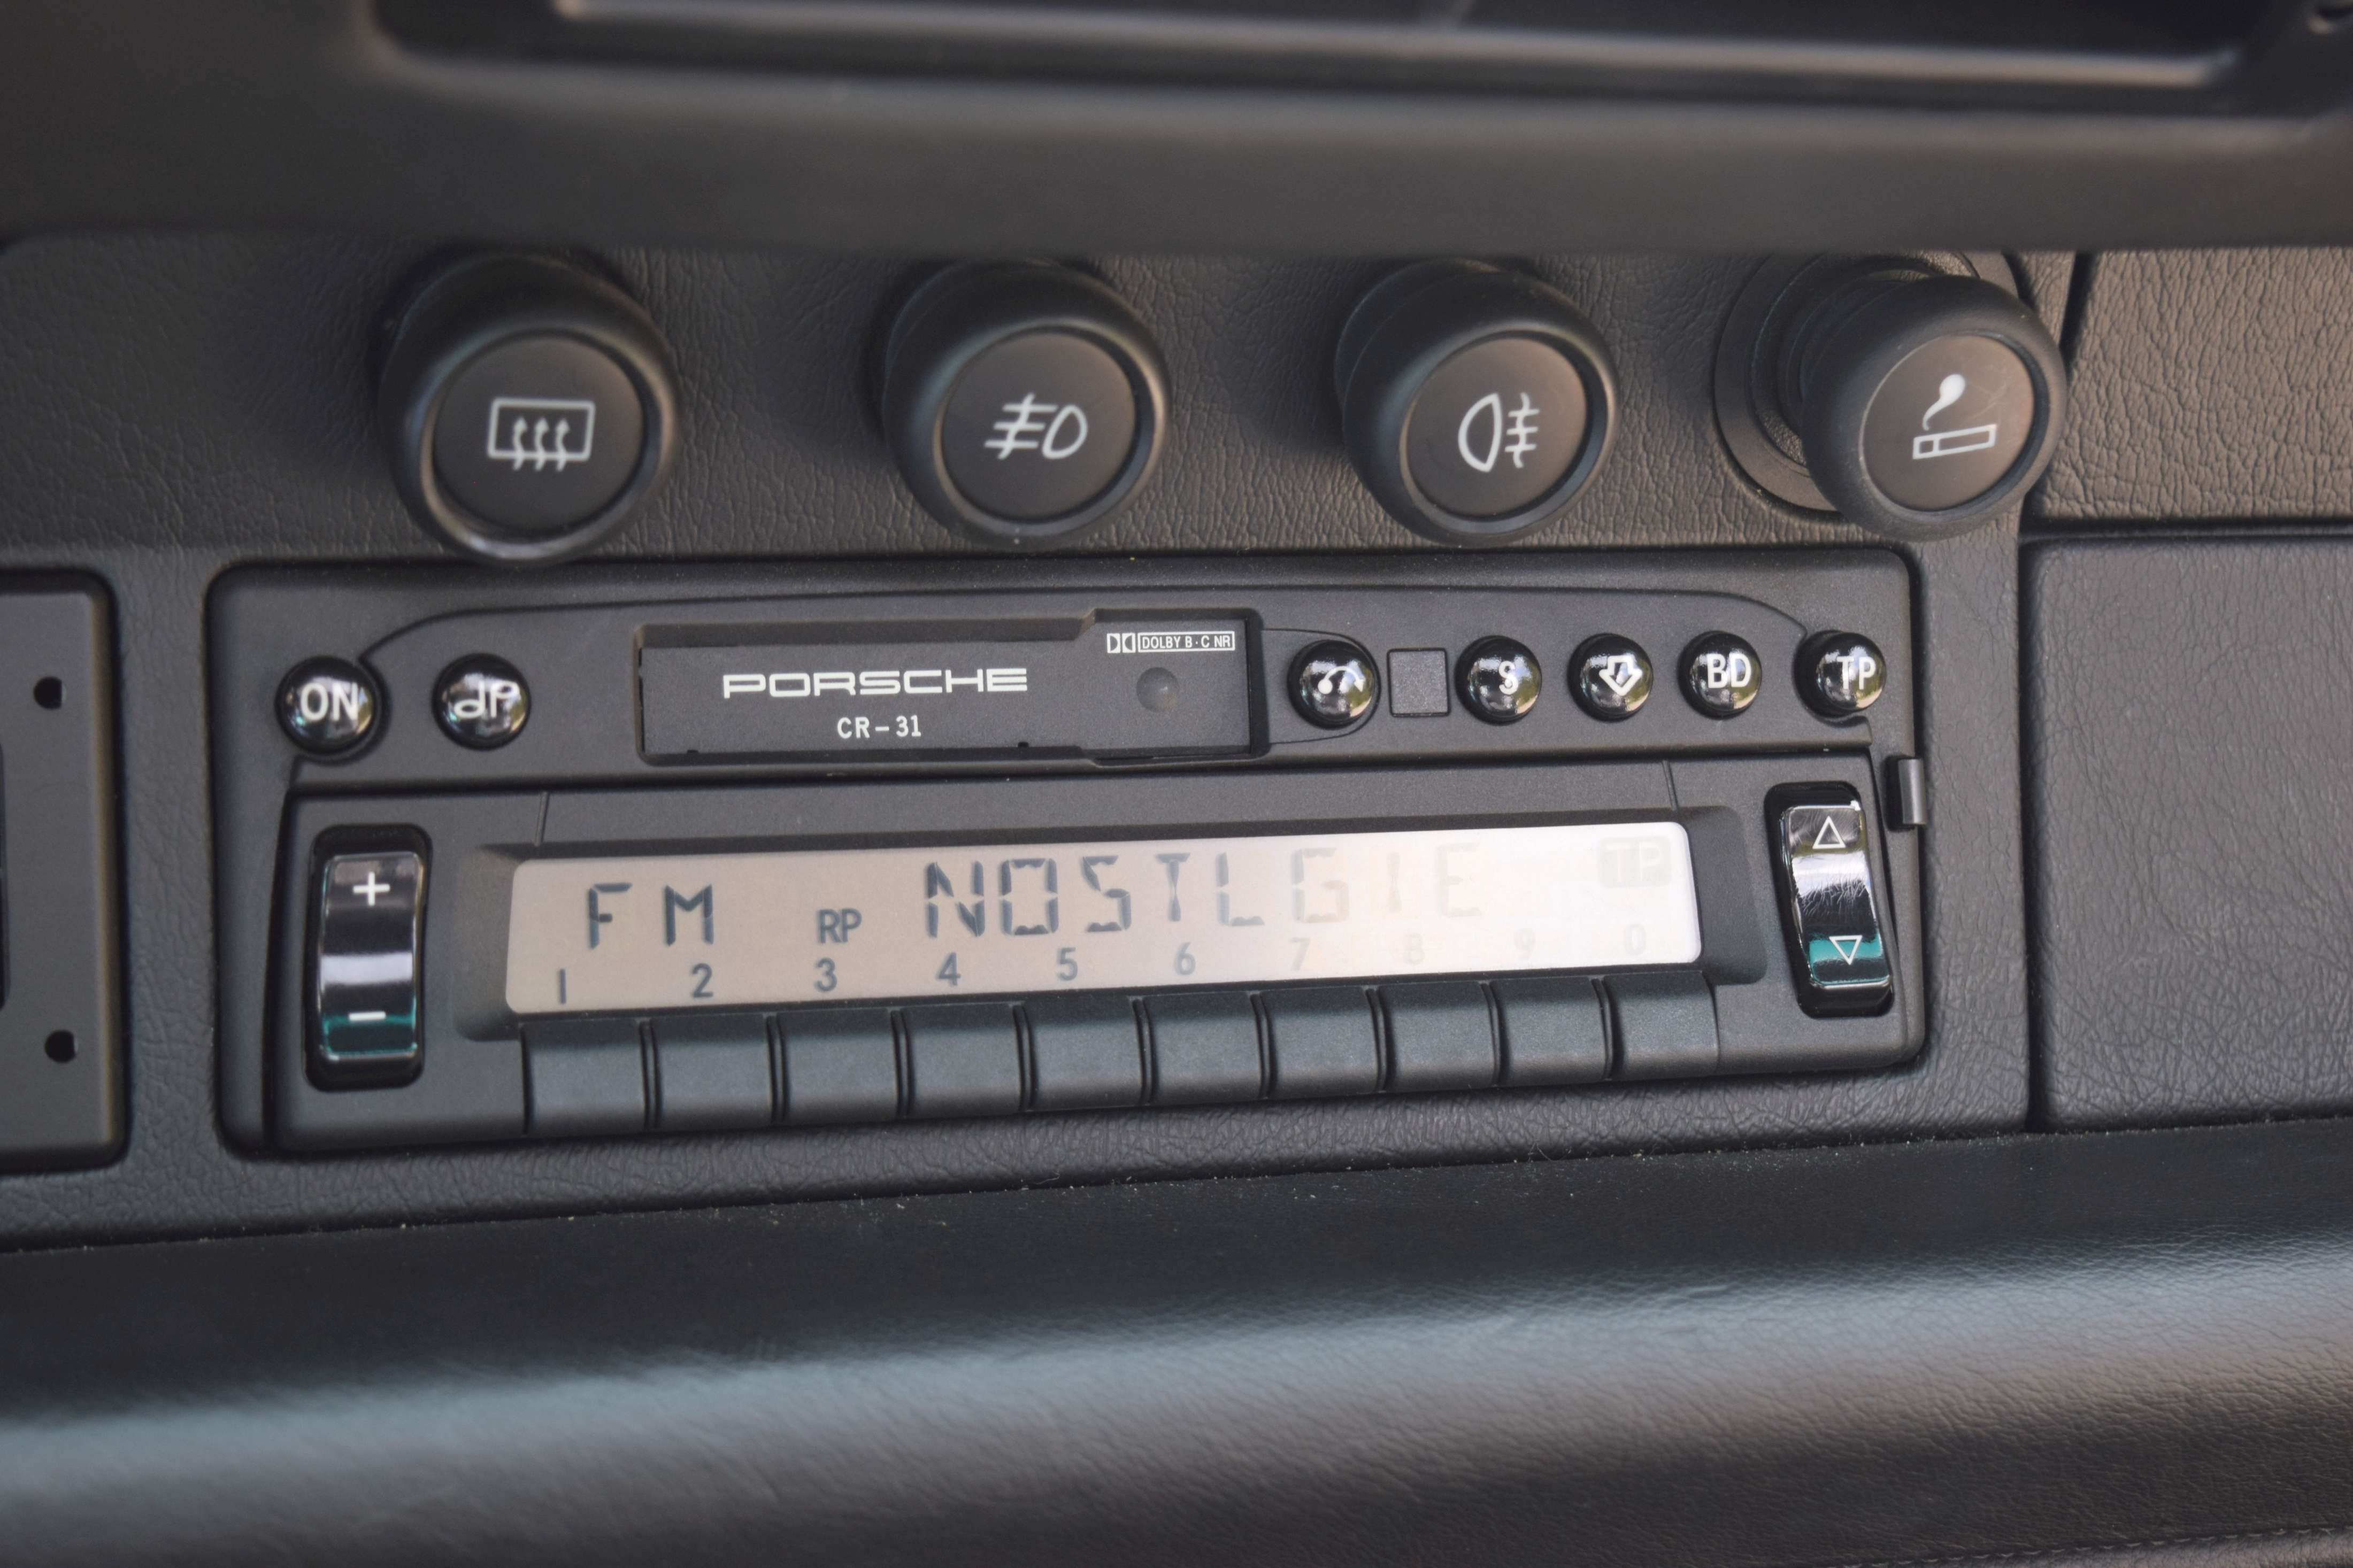 ON
dP
PORSCHE
CR-31
DOLBY B·C NR
S
BD
TP
+
-
FM RP NOSTLGIE TP
1 2 3 4 5 6 7 8 9 0